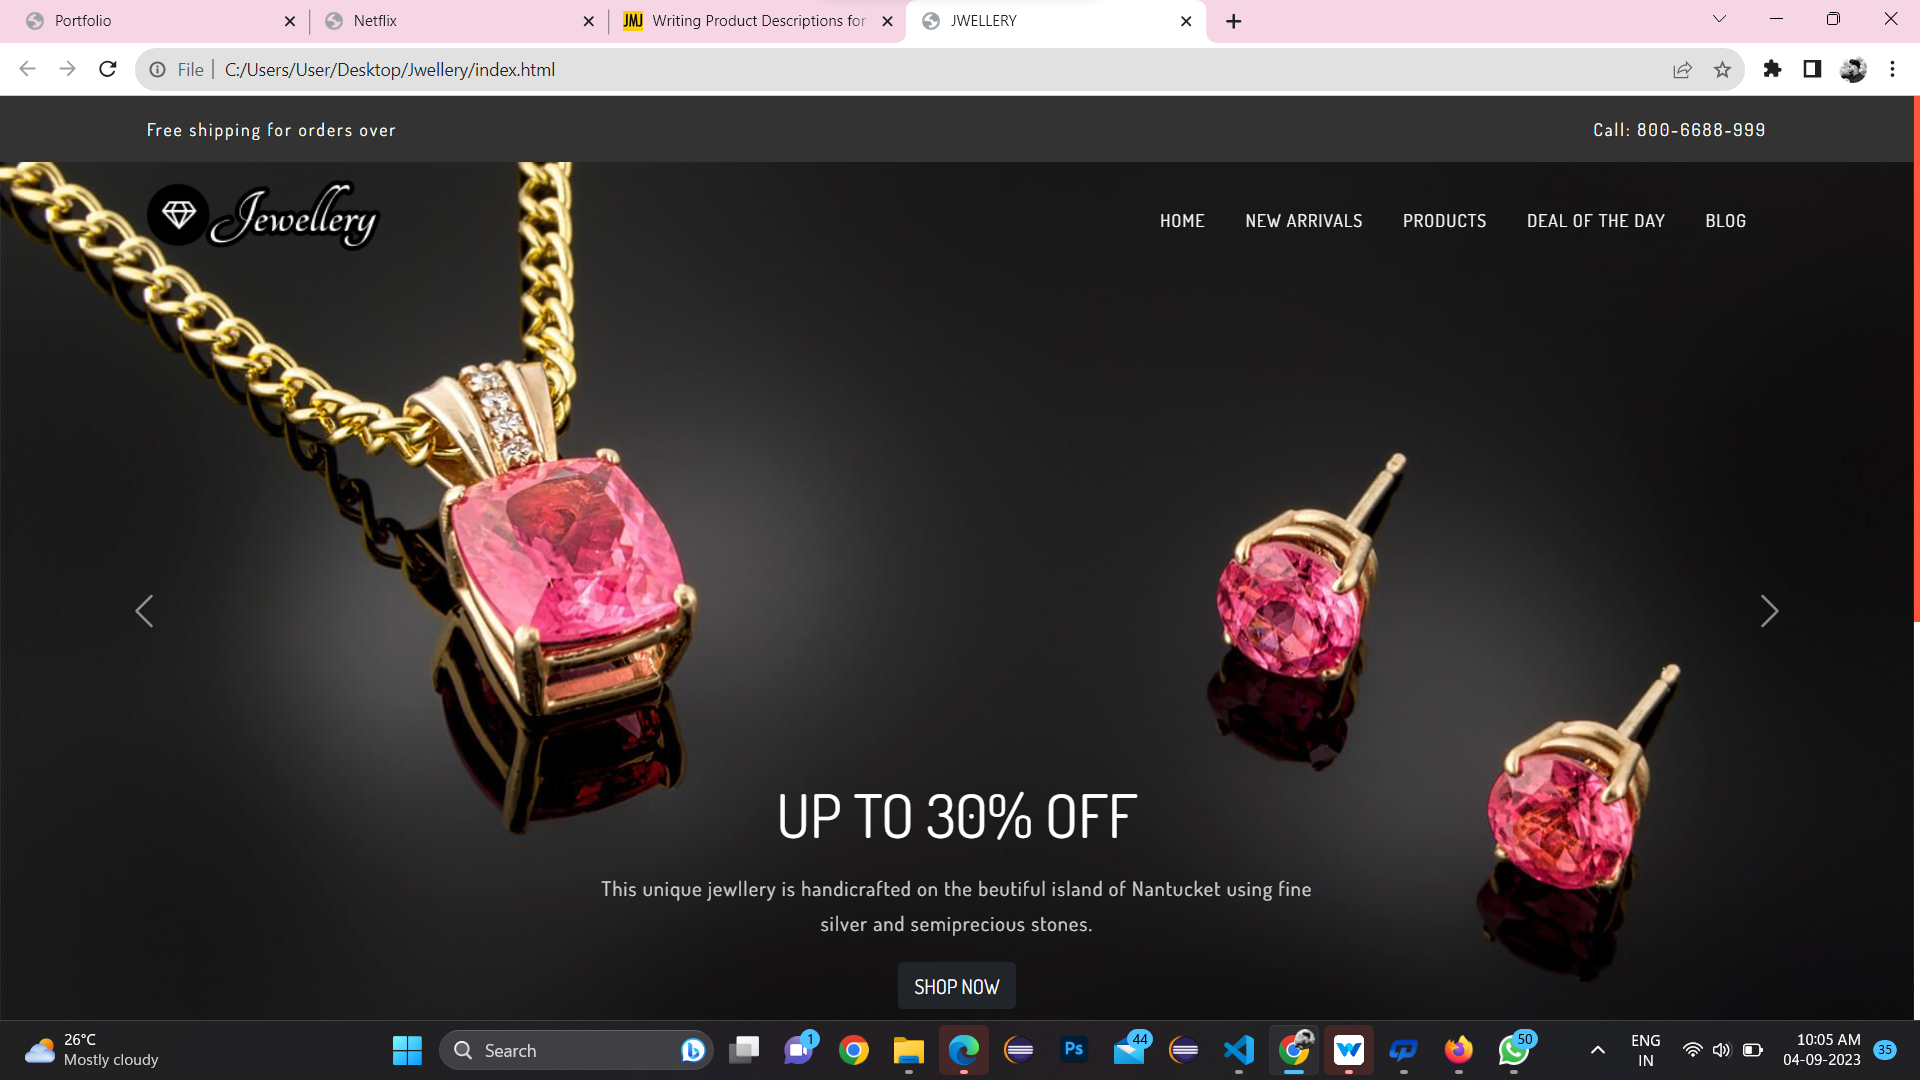 Portfolio
Netflix
JMJ Writing Product Descriptions for
JWELLERY
File | C:/Users/User/Desktop/Jwellery/index.html
Free shipping for orders over
Call: 800-6688-999
Jewellery
HOME NEW ARRIVALS PRODUCTS DEAL OF THE DAY BLOG
UP TO 30% OFF
This unique jewllery is handicrafted on the beutiful island of Nantucket using fine
silver and semiprecious stones.
SHOP NOW
26°C
Mostly cloudy
Search
1
Ps
44
50
ENG
IN
10:05 AM
04-09-2023
35